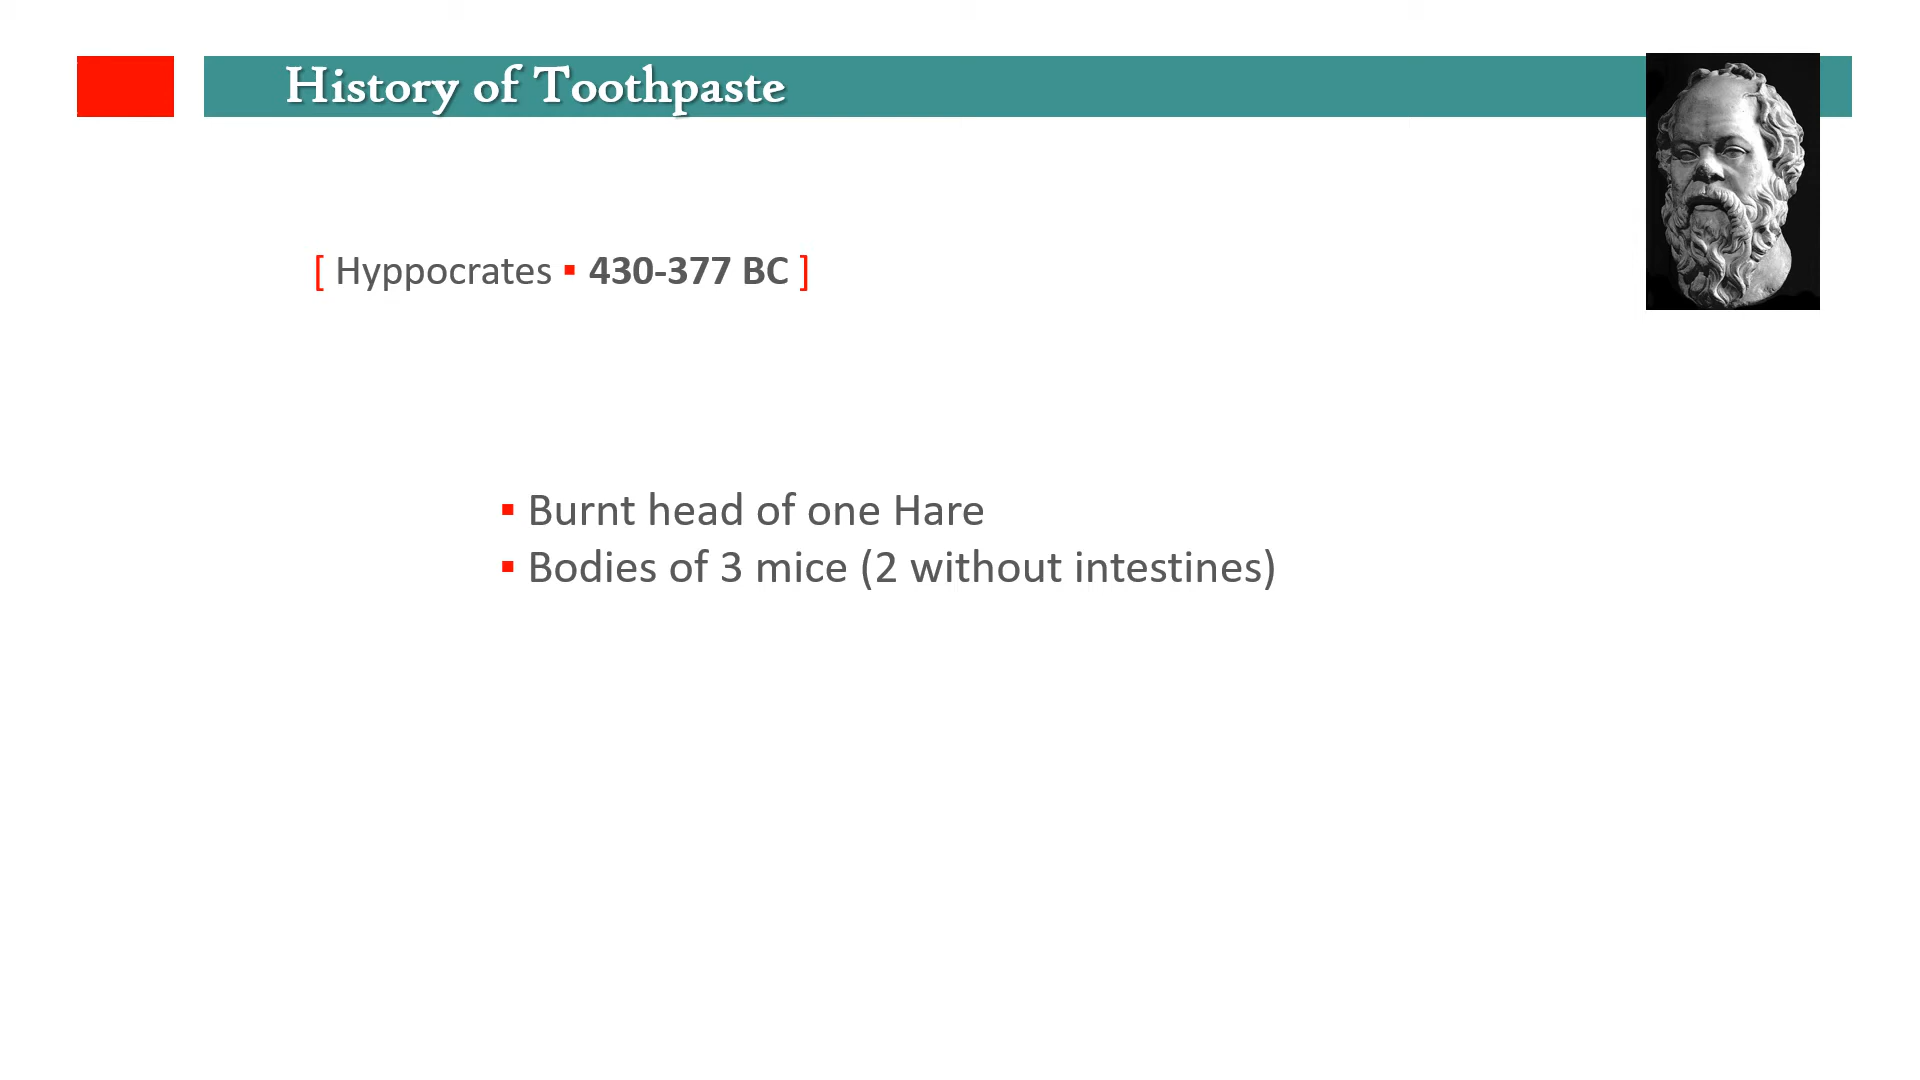 History of Toothpaste
[ Hyppocrates ▪ 430-377 BC ]
▪ Burnt head of one Hare
▪ Bodies of 3 mice (2 without intestines)